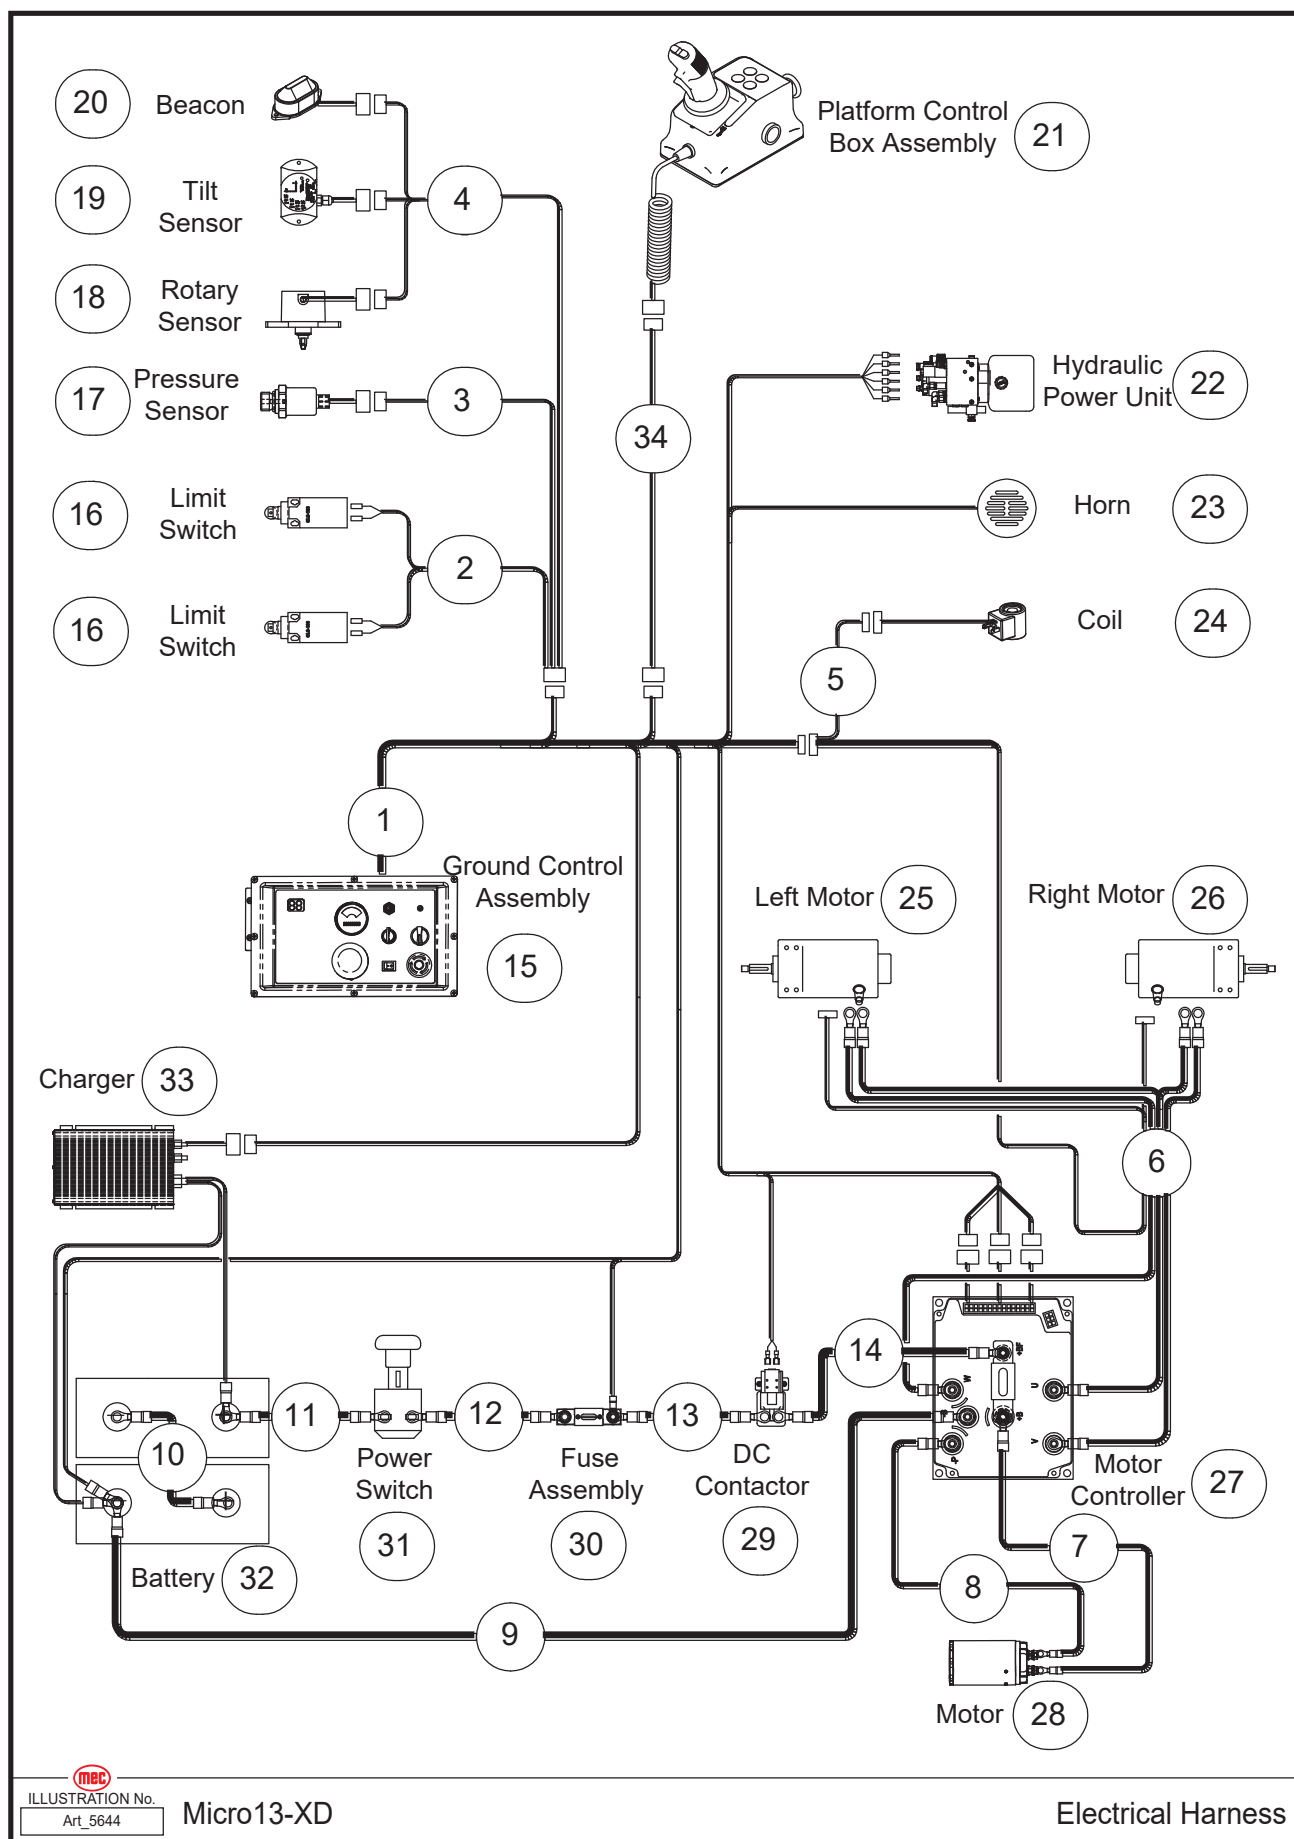 20 Beacon
Platform Control
Box Assembly 21
19 Tilt
Sensor
4
18 Rotary
Sensor
17 Pressure
Sensor
3
34
Hydraulic
Power Unit 22
16 Limit
Switch
Horn 23
2
16 Limit
Switch
Coil 24
5
1
Ground Control
Assembly
15
Left Motor 25
Right Motor 26
Charger 33
6
14
W
U
+BF
+B
V
P
11
12
13
10
Power
Switch
31
Fuse
Assembly
30
DC
Contactor
29
Motor
Controller 27
7
8
Battery 32
9
Motor 28
mec
ILLUSTRATION No.
Art_5644
Micro13-XD
Electrical Harness